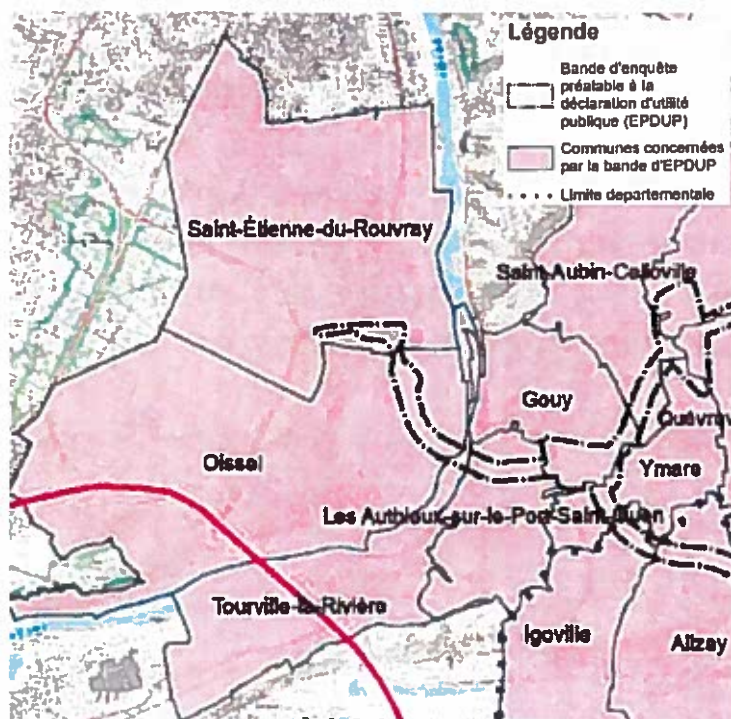 Légende
Bande d'enquête
préalable à la
déclaration d'utilité
publique (EPDUP)
Communes concernées
par la bande d'EPDUP
Limite departementale
Saint-Étienne-du-Rouvray
Saint-Aubin-Celloville
Gouy
Oissel
Ymare
Les Authieux-sur-le-Port-Saint-Ouen
Tourville-la-Rivière
Igoville
Alizay